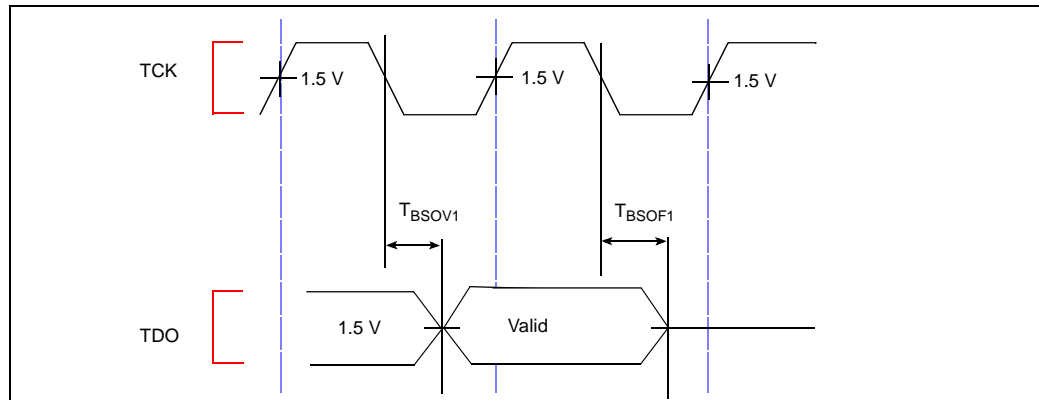 TCK
1.5 V
1.5 V
1.5 V
TBSOV1
TBSOF1
TDO
1.5 V
Valid